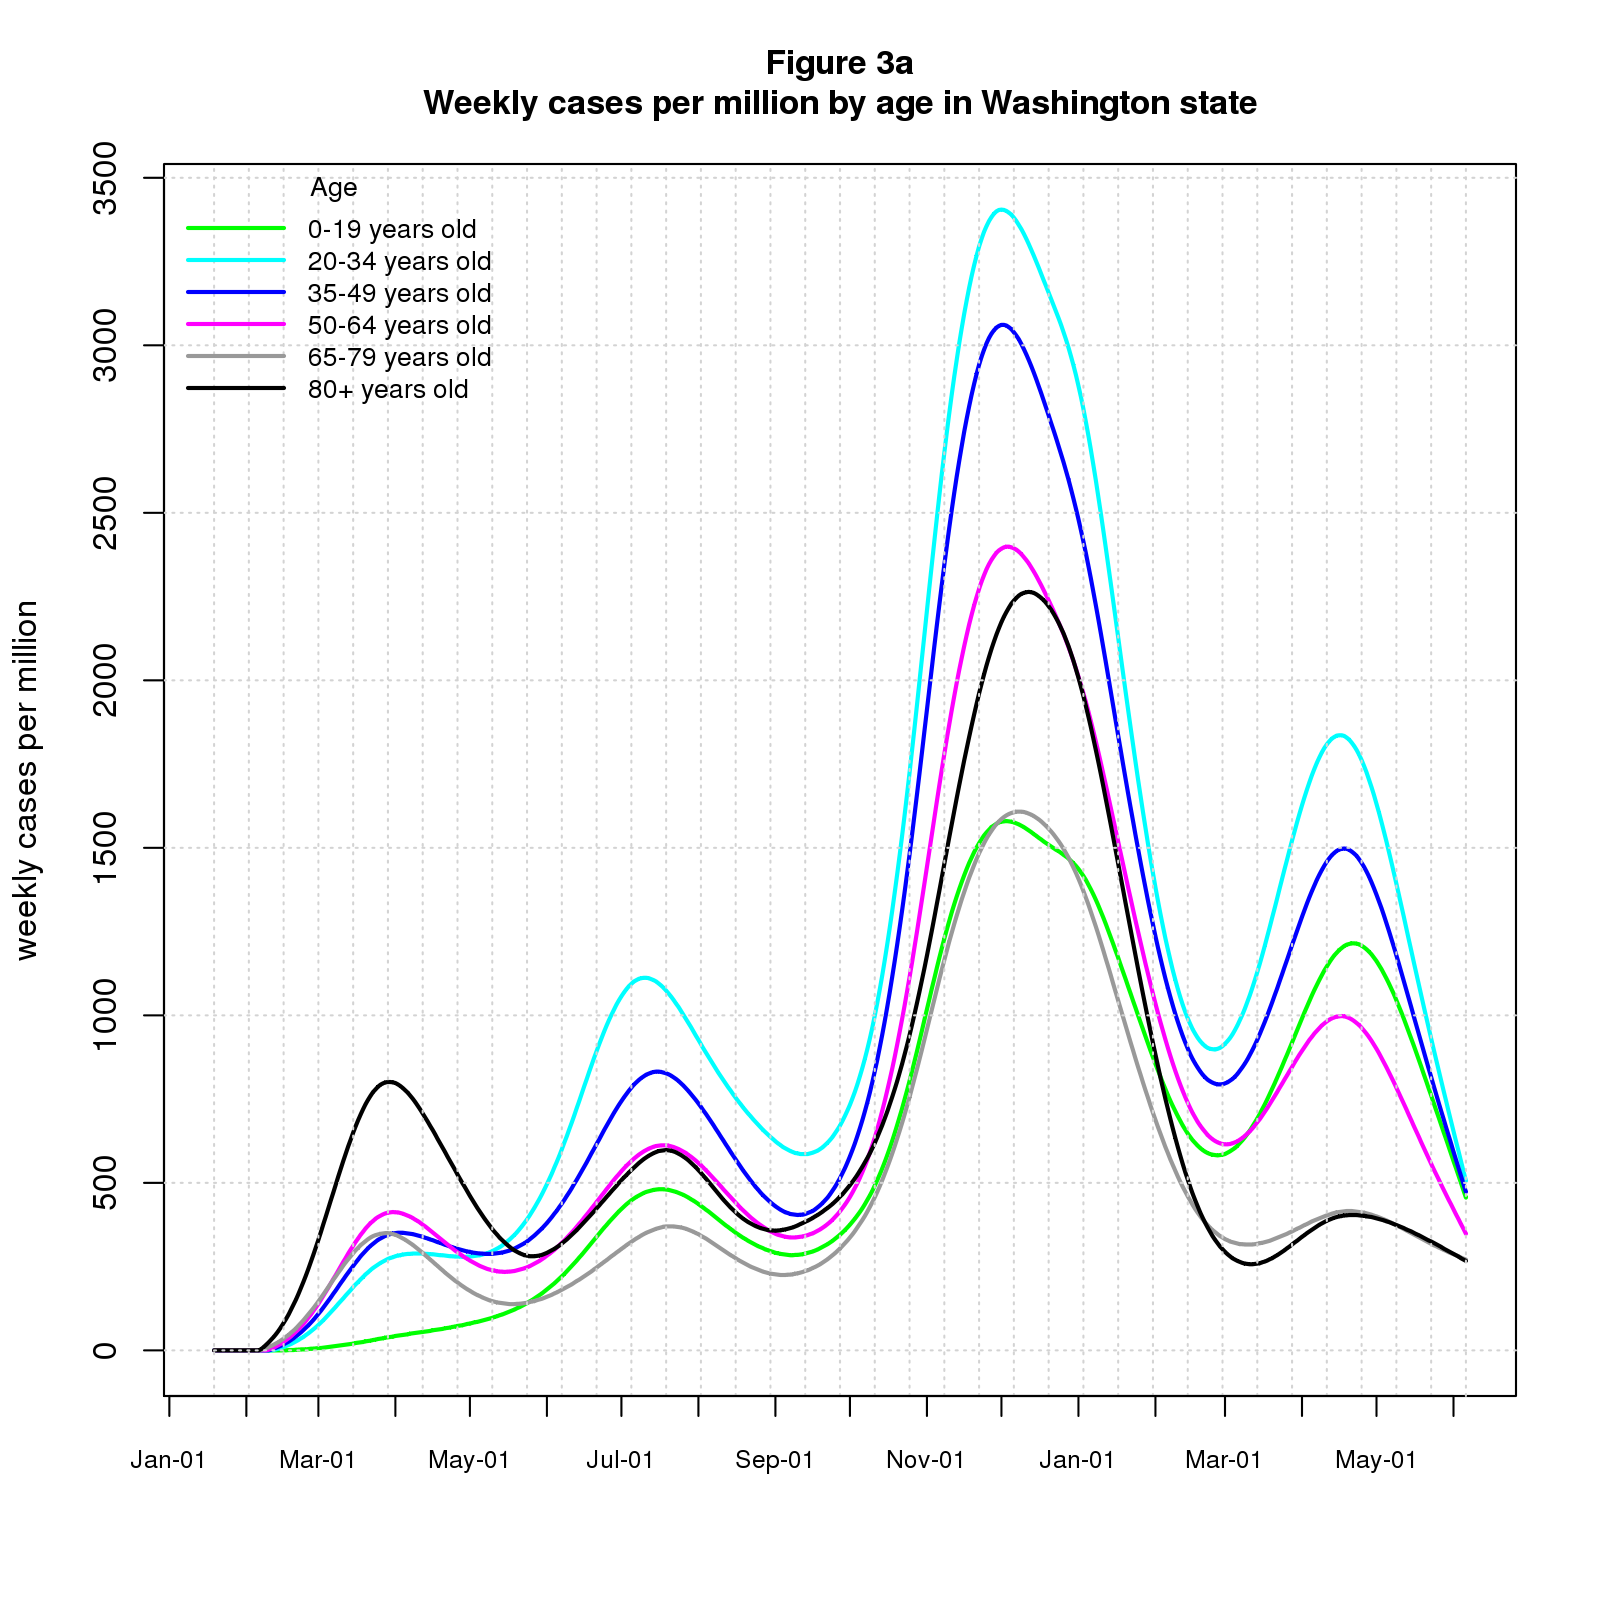 Figure 3a
Weekly cases per million by age in Washington state
Age
0-19 years old
20-34 years old
35-49 years old
50-64 years old
65-79 years old
80+ years old
weekly cases per million
3500
3000
2500
2000
1500
1000
500
0
Jan-01 Mar-01 May-01 Jul-01 Sep-01 Nov-01 Jan-01 Mar-01 May-01